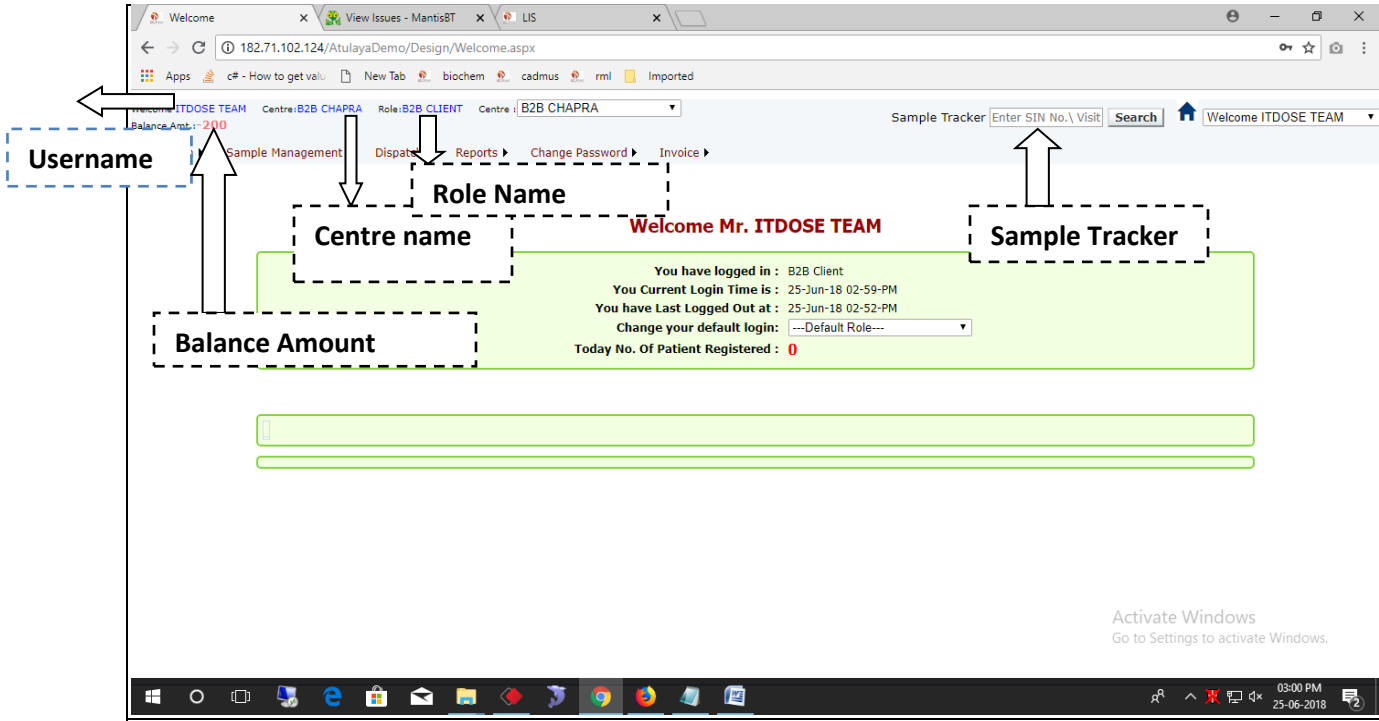 Welcome View Issues - MantisBT LIS
182.71.102.124/AtulayaDemo/Design/Welcome.aspx
Apps c# - How to get valu New Tab biochem cadmus rml Imported
ITDOSE TEAM Centre:B2B CHAPRA Role:B2B CLIENT Centre : B2B CHAPRA
Balance Amt.:-200
Sample Tracker Enter SIN No.\ Visit Search Welcome ITDOSE TEAM
Username
Sample Management Dispatch Reports Change Password Invoice
Role Name
Centre name
Sample Tracker
Balance Amount
Welcome Mr. ITDOSE TEAM
You have logged in : B2B Client
You Current Login Time is : 25-Jun-18 02-59-PM
You have Last Logged Out at : 25-Jun-18 02-52-PM
Change your default login: ---Default Role---
Today No. Of Patient Registered : 0
Activate Windows
Go to Settings to activate Windows.
03:00 PM
25-06-2018
2